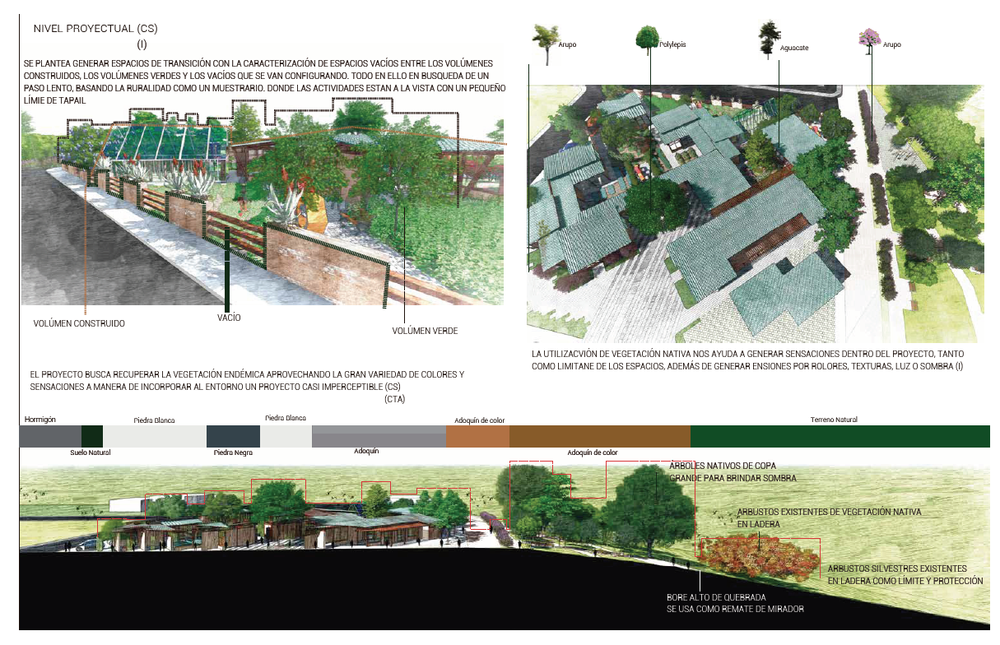 NIVEL PROYECTUAL (CS)
(I)
SE PLANTEA GENERAR ESPACIOS DE TRANSICIÓN CON LA CARACTERIZACIÓN DE ESPACIOS VACÍOS ENTRE LOS VOLÚMENES
CONSTRUIDOS, LOS VOLÚMENES VERDES Y LOS VACÍOS QUE SE VAN CONFIGURANDO. TODO EN ELLO EN BUSQUEDA DE UN
PASO LENTO, BASANDO LA RURALIDAD COMO UN MUESTRARIO. DONDE LAS ACTIVIDADES ESTAN A LA VISTA CON UN PEQUEÑO
LÍMIE DE TAPAIL
VOLÚMEN CONSTRUIDO
VACÍO
VOLÚMEN VERDE
Arupo
Polylepis
Aguacate
Arupo
LA UTILIZACVIÓN DE VEGETACIÓN NATIVA NOS AYUDA A GENERAR SENSACIONES DENTRO DEL PROYECTO, TANTO
COMO LIMITANE DE LOS ESPACIOS, ADEMÁS DE GENERAR ENSIONES POR ROLORES, TEXTURAS, LUZ O SOMBRA (I)
EL PROYECTO BUSCA RECUPERAR LA VEGETACIÓN ENDÉMICA APROVECHANDO LA GRAN VARIEDAD DE COLORES Y
SENSACIONES A MANERA DE INCORPORAR AL ENTORNO UN PROYECTO CASI IMPERCEPTIBLE (CS)
(CTA)
Hormigón
Piedra Blanca
Piedra Blanca
Adoquín de color
Terreno Natural
Suelo Natural
Piedra Negra
Adoquín
Adoquín de color
ÁRBOLES NATIVOS DE COPA
GRANDE PARA BRINDAR SOMBRA
ARBUSTOS EXISTENTES DE VEGETACIÓN NATIVA
EN LADERA
ARBUSTOS SILVESTRES EXISTENTES
EN LADERA COMO LÍMITE Y PROTECCIÓN
BORE ALTO DE QUEBRADA
SE USA COMO REMATE DE MIRADOR